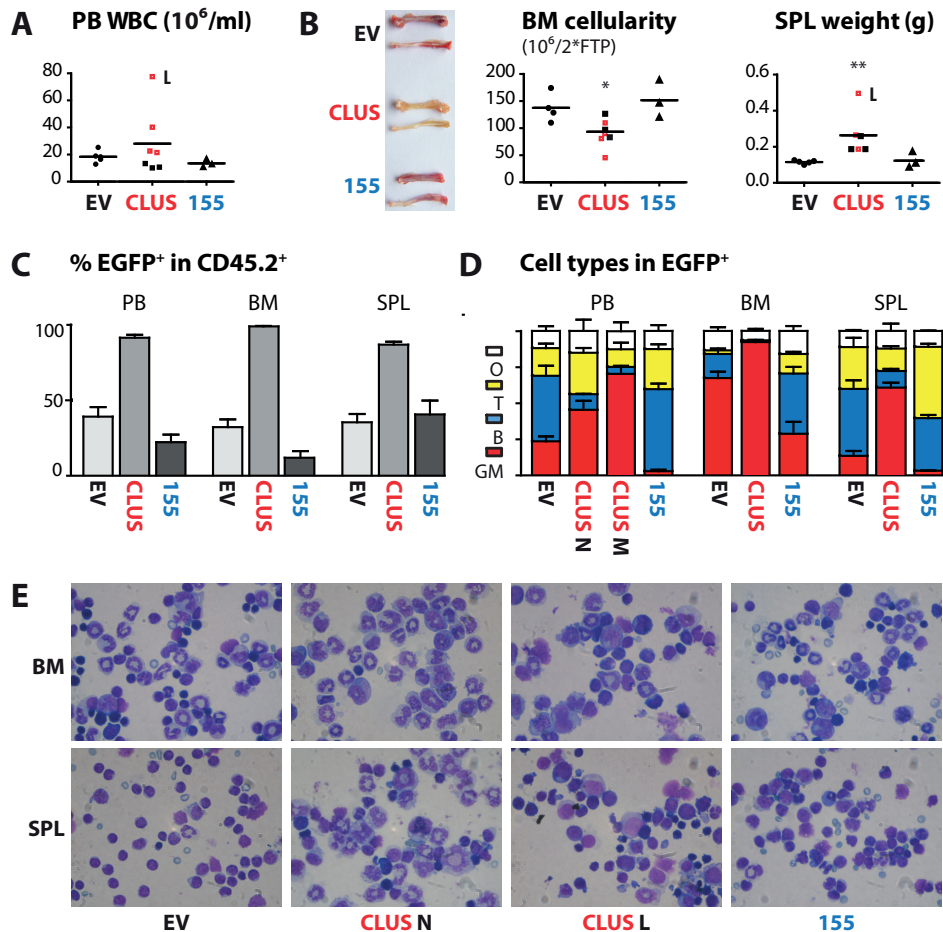 A PB WBC (10⁶/ml)
80
60
40
20
0
L
EV CLUS 155
B
EV
CLUS
155
BM cellularity
(10⁶/2*FTP)
200
150
100
50
0
*
EV CLUS 155
SPL weight (g)
0.6
0.4
0.2
0.0
**
L
EV CLUS 155
C % EGFP⁺ in CD45.2⁺
PB BM SPL
100
50
0
EV CLUS 155 EV CLUS 155 EV CLUS 155
D Cell types in EGFP⁺
PB BM SPL
O
T
B
GM
EV CLUS N CLUS M 155 EV CLUS 155 EV CLUS 155
E
BM
SPL
EV CLUS N CLUS L 155